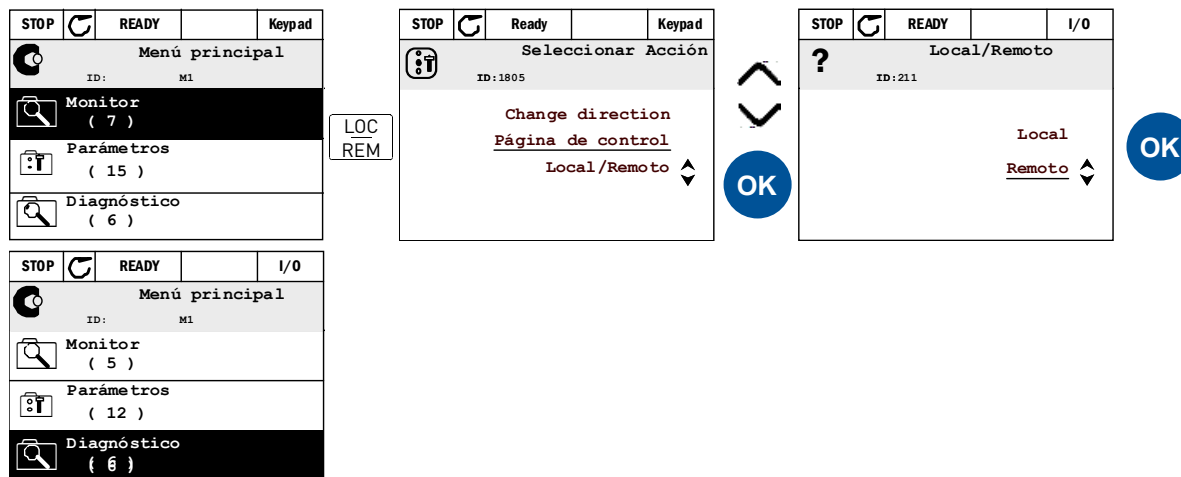 STOP READY Keypad
Menú principal
ID: M1
Monitor
( 7 )
Parámetros
( 15 )
Diagnóstico
( 6 )
LOC
REM
STOP Ready Keypad
Seleccionar Acción
ID:1805
Change direction
Página de control
Local/Remoto
OK
STOP READY I/O
? Local/Remoto
ID:211
Local
Remoto
OK
STOP READY I/O
Menú principal
ID: M1
Monitor
( 5 )
Parámetros
( 12 )
Diagnóstico
( 6 )